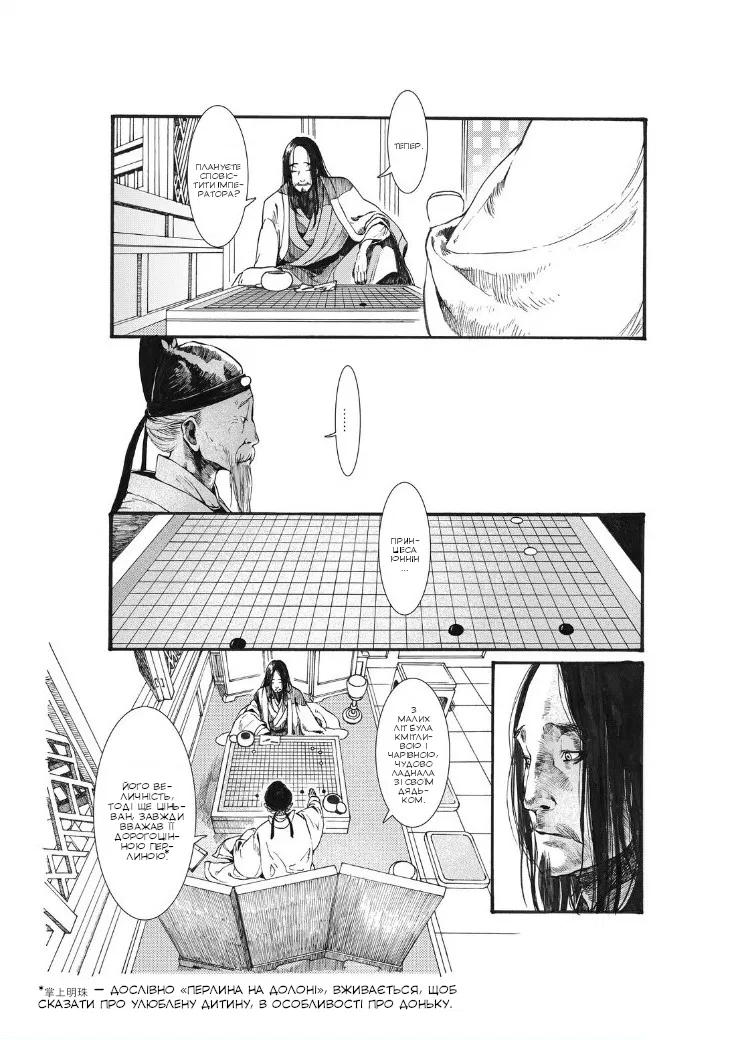 ТЕПЕР.
ПЛАНУЄТЕ
СПОВІС-
ТИТИ ІМПЕ-
РАТОРА?
......
ПРИН-
ЦЕСА
ЮННІН
...
З
МАЛИХ
ЛІТ БУЛА
КМІТЛИ-
ВОЮ І
ЧАРІВНОЮ,
ЧУДОВО
ЛАДНАЛА
ЗІ СВОЇМ
ДЯДЬ-
КОМ.
ЙОГО ВЕ-
ЛИЧНІСТЬ,
ТОДІ ЩЕ ЦІНЬ-
ВАН, ЗАВЖДИ
ВВАЖАВ ЇЇ
ДОРОГОЦІН-
НОЮ ПЕР-
ЛИНОЮ.*
*掌上明珠 — ДОСЛІВНО «ПЕРЛИНА НА ДОЛОНІ», ВЖИВАЄТЬСЯ, ЩОБ
СКАЗАТИ ПРО УЛЮБЛЕНУ ДИТИНУ, В ОСОБЛИВОСТІ ПРО ДОНЬКУ.